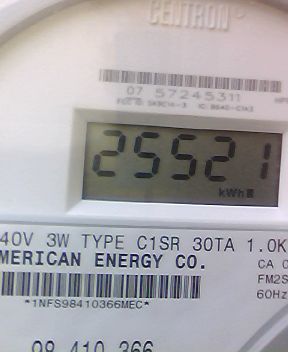 CENTRON®
07 57245311
25521
kWh
40V 3W TYPE C1SR 30TA 1.0K
MERICAN ENERGY CO.
CA 0
FM2S
60Hz
*1NFS98410366MEC*
98 410 366